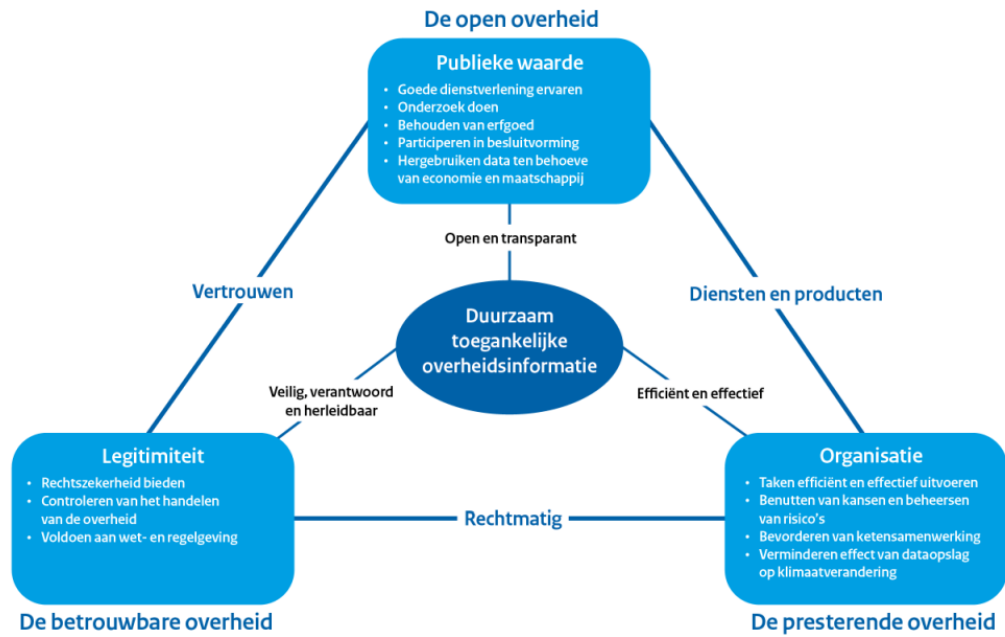 De open overheid
Publieke waarde
• Goede dienstverlening ervaren
• Onderzoek doen
• Behouden van erfgoed
• Participeren in besluitvorming
• Hergebruiken data ten behoeve
van economie en maatschappij
Open en transparant
Vertrouwen
Diensten en producten
Duurzaam
toegankelijke
overheidsinformatie
Veilig, verantwoord
en herleidbaar
Efficiënt en effectief
Legitimiteit
• Rechtszekerheid bieden
• Controleren van het handelen
van de overheid
• Voldoen aan wet- en regelgeving
Rechtmatig
Organisatie
• Taken efficiënt en effectief uitvoeren
• Benutten van kansen en beheersen
van risico's
• Bevorderen van ketensamenwerking
• Verminderen effect van dataopslag
op klimaatverandering
De betrouwbare overheid
De presterende overheid